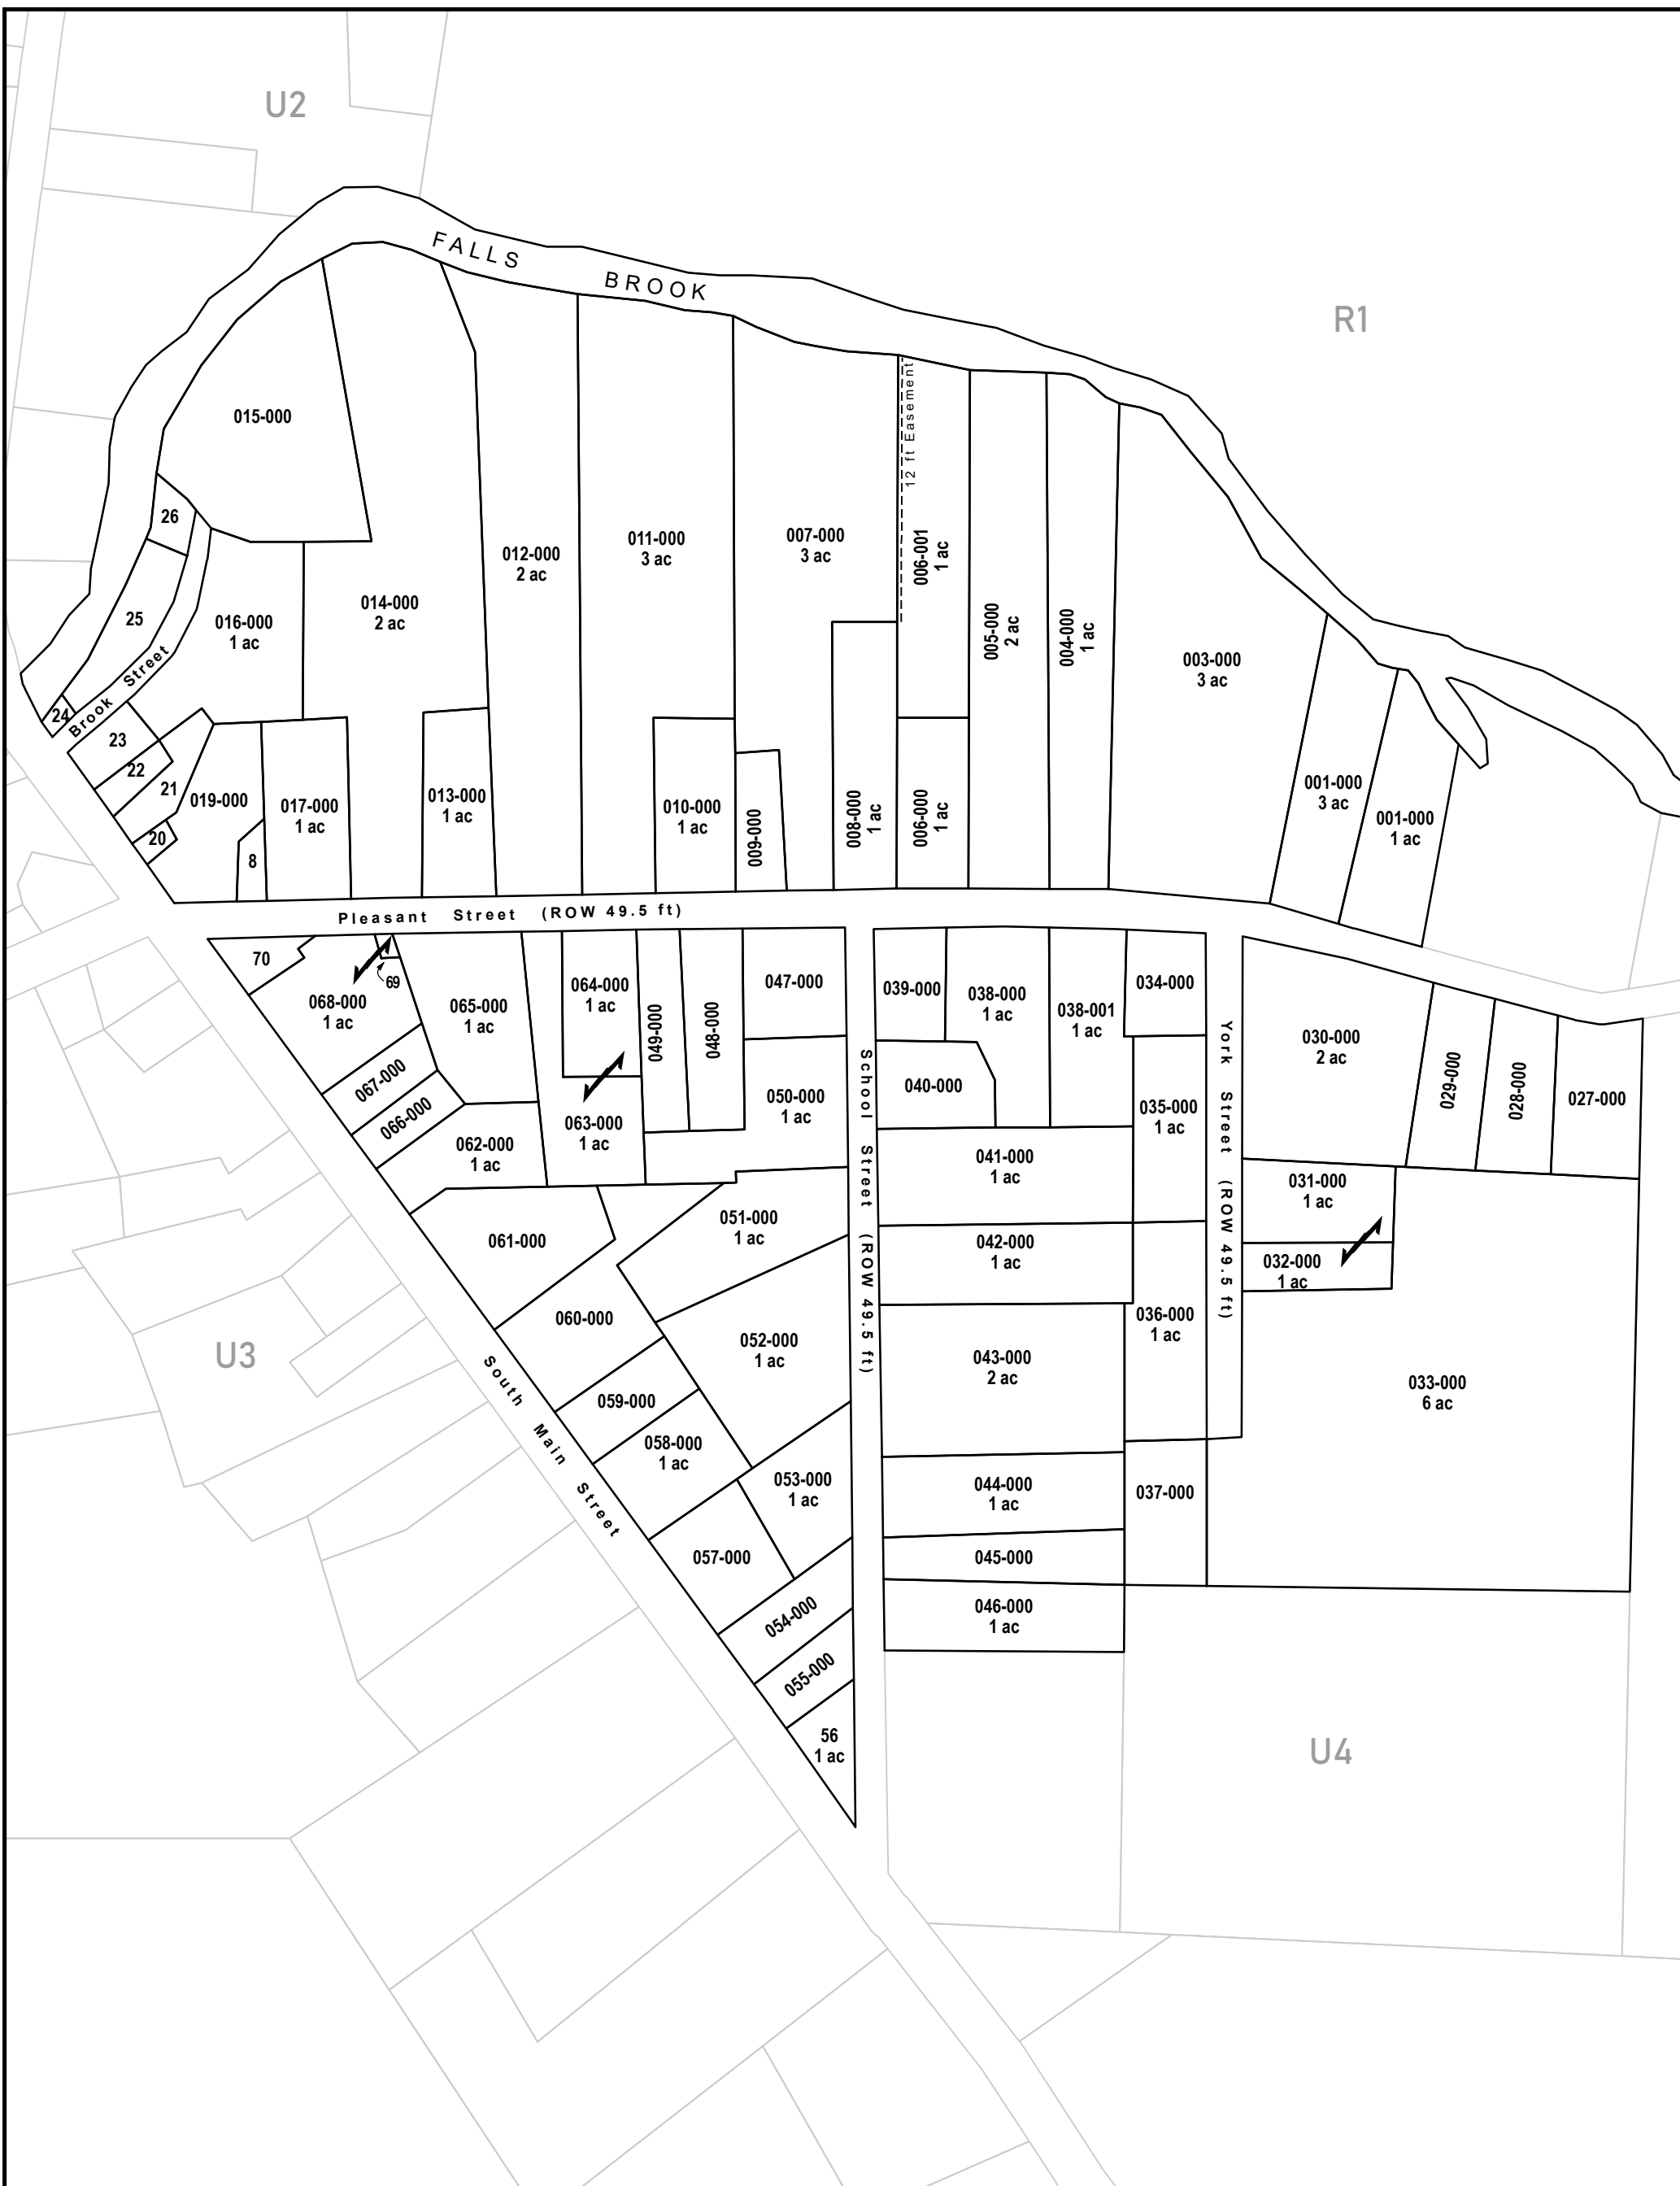 U2
FALLS BROOK
R1
015-000
12 ft Easement
26
25
016-000
1 ac
014-000
2 ac
012-000
2 ac
011-000
3 ac
007-000
3 ac
006-001
1 ac
005-000
2 ac
004-000
1 ac
003-000
3 ac
24
Brook Street
23
22
21
20
019-000
8
017-000
1 ac
013-000
1 ac
010-000
1 ac
009-000
008-000
1 ac
006-000
1 ac
001-000
3 ac
001-000
1 ac
Pleasant Street (ROW 49.5 ft)
70
69
068-000
1 ac
065-000
1 ac
064-000
1 ac
049-000
048-000
047-000
039-000
038-000
1 ac
038-001
1 ac
034-000
030-000
2 ac
029-000
028-000
027-000
067-000
066-000
062-000
1 ac
063-000
1 ac
050-000
1 ac
School Street (ROW 49.5 ft)
040-000
035-000
1 ac
York Street (ROW 49.5 ft)
041-000
1 ac
031-000
1 ac
061-000
051-000
1 ac
042-000
1 ac
032-000
1 ac
060-000
052-000
1 ac
043-000
2 ac
036-000
1 ac
033-000
6 ac
U3
South Main Street
059-000
058-000
1 ac
053-000
1 ac
044-000
1 ac
037-000
057-000
045-000
054-000
046-000
1 ac
055-000
56
1 ac
U4